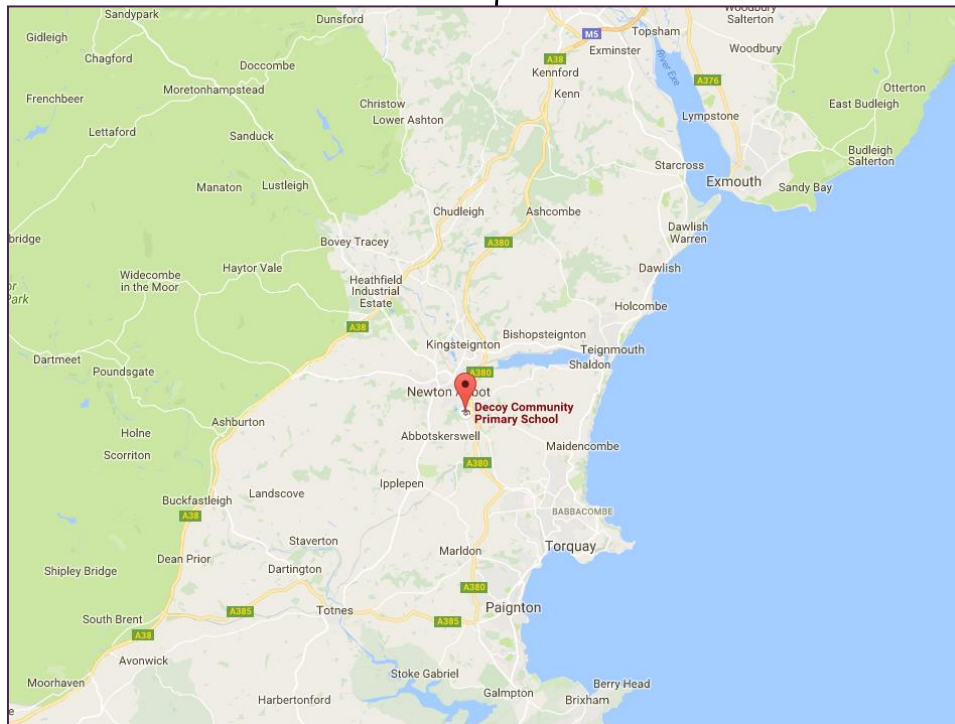 Sandypark
Dunsford
Woodbury
Salterton
Gidleigh
M5
Topsham
Chagford
Doccombe
A38
Exminster
Woodbury
Kennford
River Exe
A376
Moretonhampstead
Kenn
Otterton
Frenchbeer
Christow
East Budleigh
Lower Ashton
Lympstone
Lettaford
Sanduck
Budleigh
Salterton
Starcross
Exmouth
Manaton
Lustleigh
Sandy Bay
Chudleigh
Ashcombe
Dawlish
Warren
bridge
Bovey Tracey
A380
Widecombe
in the Moor
Haytor Vale
Dawlish
Heathfield
Industrial
Estate
or
Park
Holcombe
A38
Bishopsteignton
Kingsteignton
Teignmouth
Dartmeet
Shaldon
Poundsgate
A380
Newton Abbot
Decoy Community
Primary School
Ashburton
Holne
Abbotskerswell
Maidencombe
Scorriton
A380
Ipplepen
Landscove
Buckfastleigh
BABBACOMBE
A38
Staverton
Torquay
Marldon
Dean Prior
Shipley Bridge
Dartington
A380
Totnes
Paignton
A385
South Brent
A385
A38
Avonwick
Stoke Gabriel
Moorhaven
Berry Head
Harbertonford
Galmpton
Brixham
e